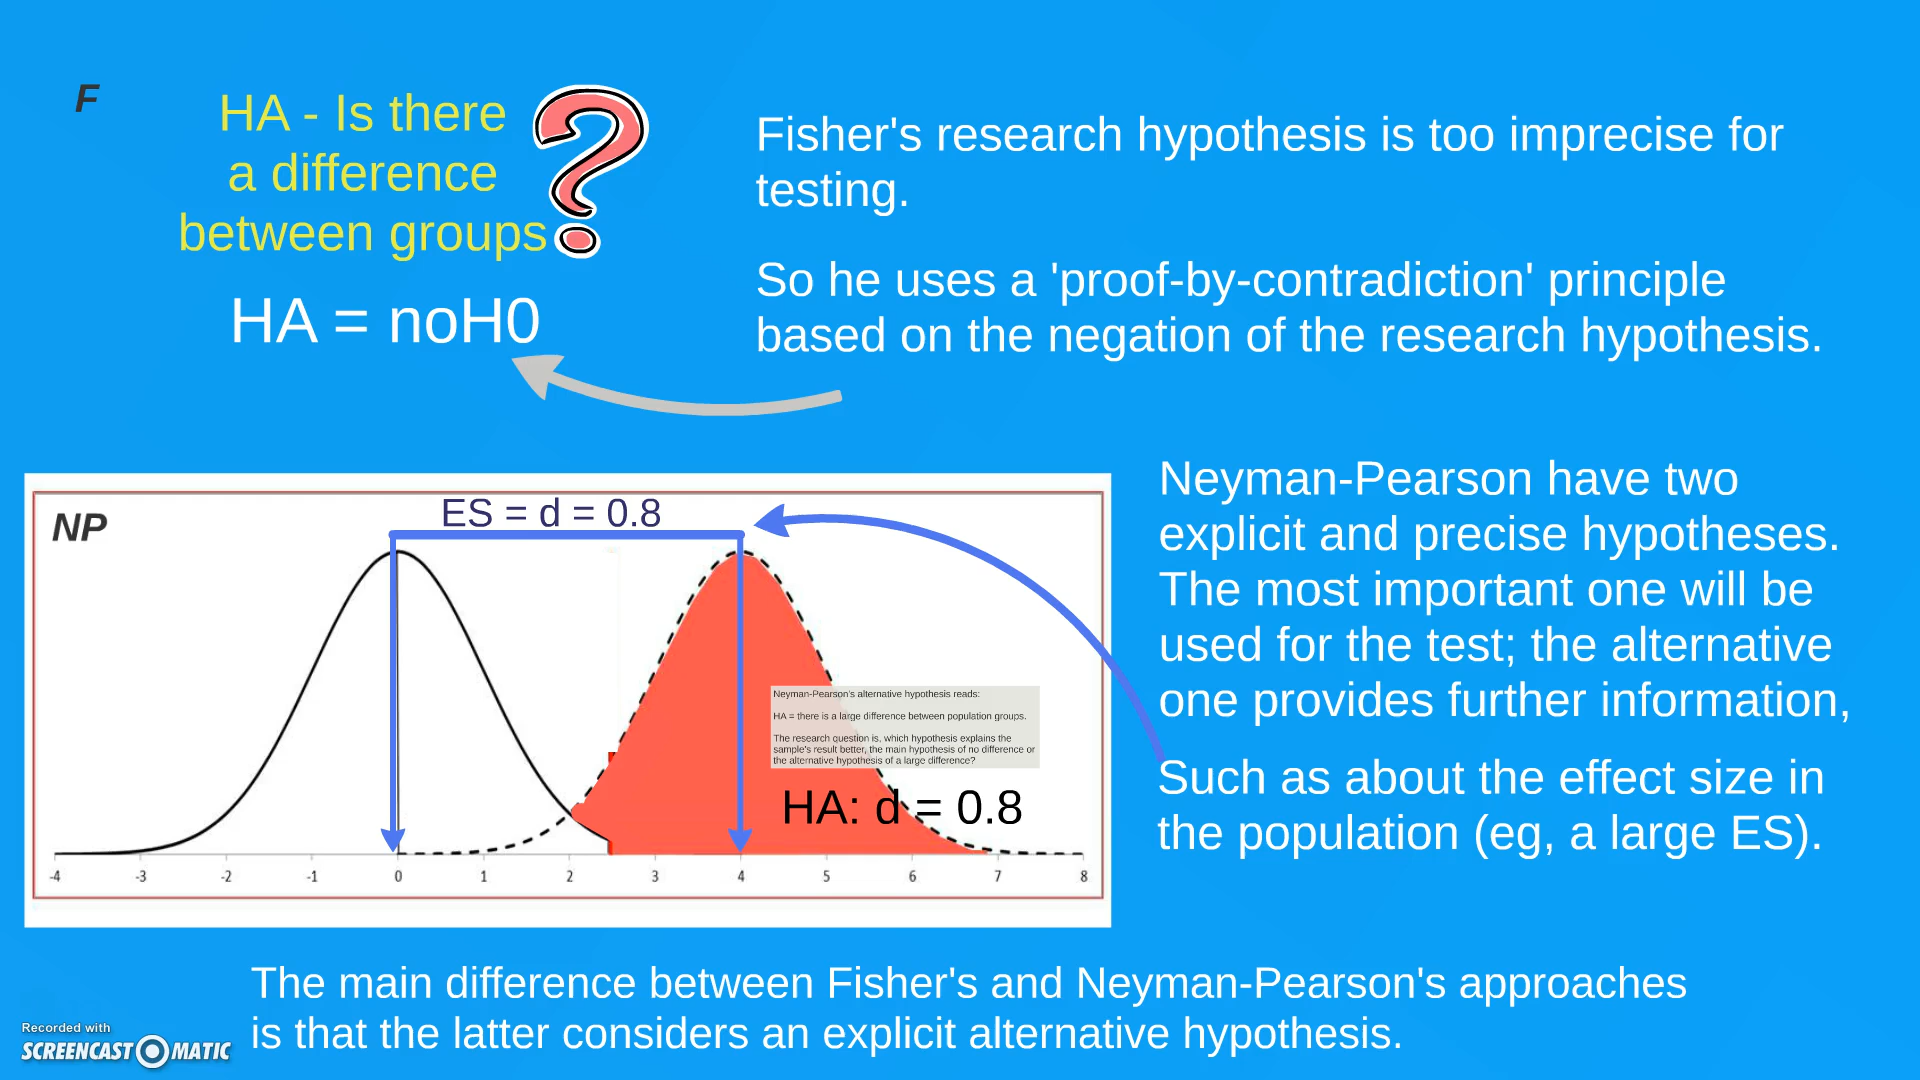 F
HA - Is there
a difference
between groups
?
HA = noH0
Fisher's research hypothesis is too imprecise for
testing.
So he uses a 'proof-by-contradiction' principle
based on the negation of the research hypothesis.
NP
ES = d = 0.8
Neyman-Pearson's alternative hypothesis reads:
HA = there is a large difference between population groups.
The research question is, which hypothesis explains the
sample's result better, the main hypothesis of no difference or
the alternative hypothesis of a large difference?
HA: d = 0.8
-4 -3 -2 -1 0 1 2 3 4 5 6 7 8
Neyman-Pearson have two
explicit and precise hypotheses.
The most important one will be
used for the test; the alternative
one provides further information,
Such as about the effect size in
the population (eg, a large ES).
The main difference between Fisher's and Neyman-Pearson's approaches
is that the latter considers an explicit alternative hypothesis.
Recorded with
SCREENCAST O MATIC